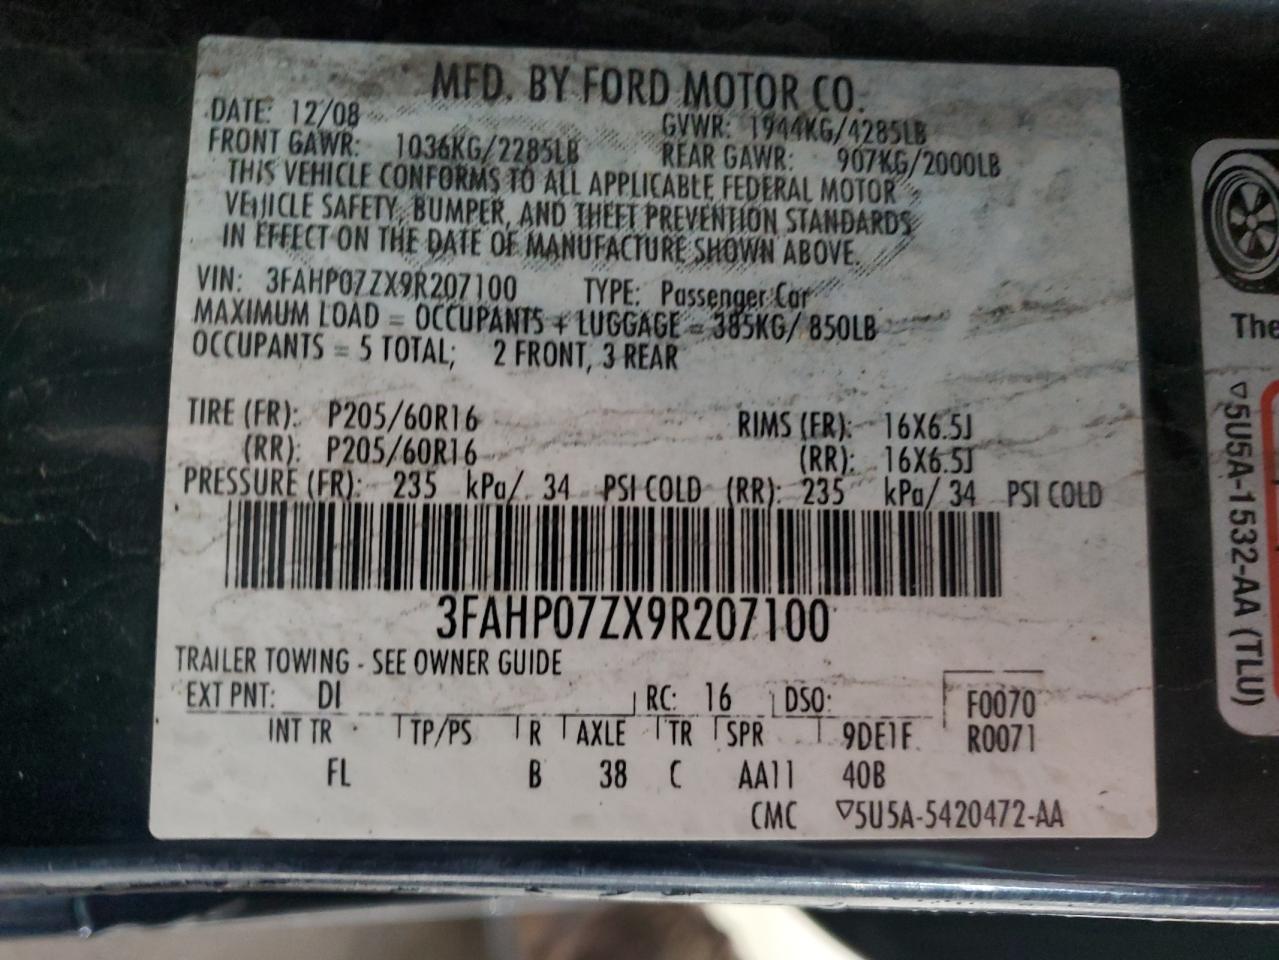 MFD. BY FORD MOTOR CO.
DATE: 12/08 GVWR: 1944KG/4285LB
FRONT GAWR: 1036KG/2285LB REAR GAWR: 907KG/2000LB
THIS VEHICLE CONFORMS TO ALL APPLICABLE FEDERAL MOTOR
VEHICLE SAFETY, BUMPER, AND THEFT PREVENTION STANDARDS
IN EFFECT ON THE DATE OF MANUFACTURE SHOWN ABOVE.
VIN: 3FAHP07ZX9R207100 TYPE: Passenger Car
MAXIMUM LOAD = OCCUPANTS + LUGGAGE = 385KG/ 850LB
OCCUPANTS = 5 TOTAL; 2 FRONT, 3 REAR
TIRE (FR): P205/60R16 RIMS (FR): 16X6.5J
(RR): P205/60R16 (RR): 16X6.5J
PRESSURE (FR): 235 kPa/ 34 PSI COLD (RR): 235 kPa/ 34 PSI COLD
3FAHP07ZX9R207100
TRAILER TOWING - SEE OWNER GUIDE
EXT PNT: DI RC: 16 DSO: F0070
INT TR TP/PS R AXLE TR SPR 9DE1F R0071
FL B 38 C AA11 40B
CMC ▽5U5A-5420472-AA
The
▽5U5A-1532-AA (TLU)